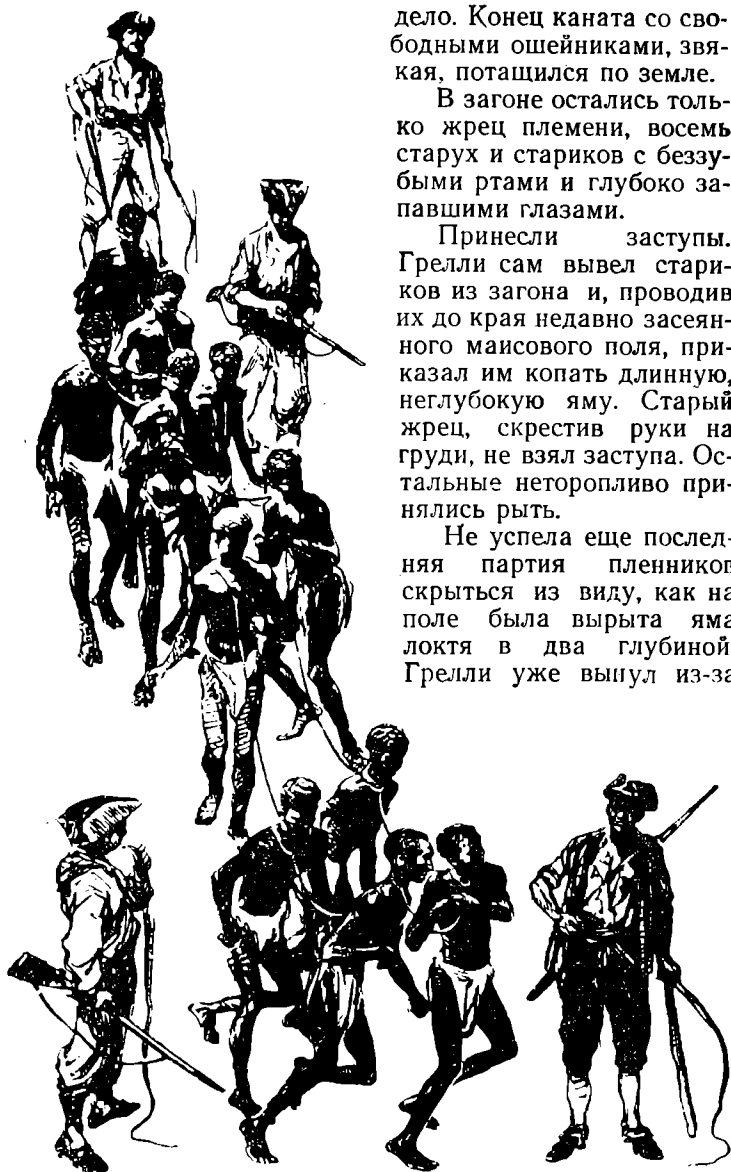 дело. Конец каната со сво-
бодными ошейниками, звя-
кая, потащился по земле.
В загоне остались толь-
ко жрец племени, восемь
старух и стариков с беззу-
быми ртами и глубоко за-
павшими глазами.
Принесли заступы.
Грелли сам вывел стари-
ков из загона и, проводив
их до края недавно засеян-
ного маисового поля, при-
казал им копать длинную,
неглубокую яму. Старый
жрец, скрестив руки на
груди, не взял заступа. Ос-
тальные неторопливо при-
нялись рыть.
Не успела еще послед-
няя партия пленников
скрыться из виду, как на
поле была вырыта яма
локтя в два глубиной
Грелли уже вынул из-за